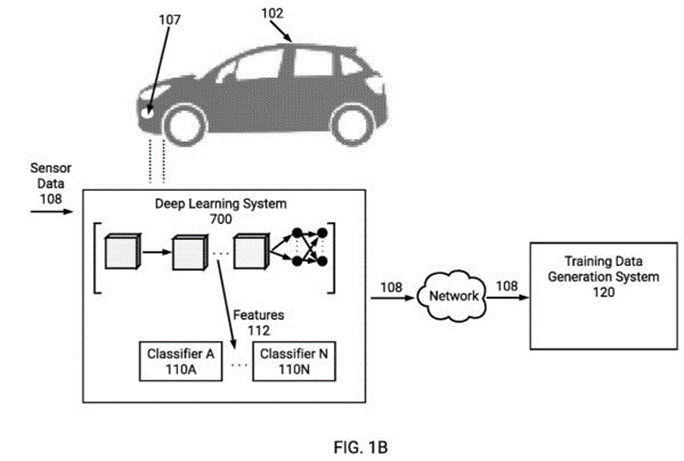 107
102
Sensor
Data
108
Deep Learning System
700
Features
112
Classifier A
110A
...
Classifier N
110N
108
Network
108
Training Data
Generation System
120
FIG. 1B